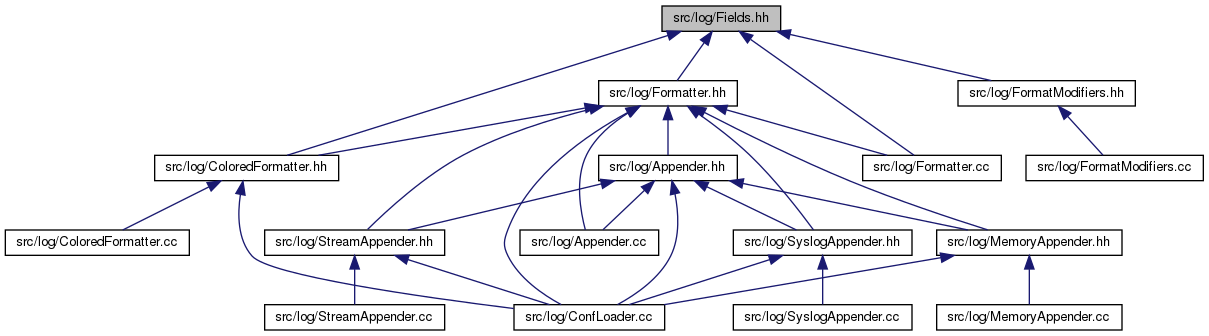 src/log/Fields.hh
src/log/Formatter.hh
src/log/FormatModifiers.hh
src/log/ColoredFormatter.hh
src/log/Appender.hh
src/log/Formatter.cc
src/log/FormatModifiers.cc
src/log/ColoredFormatter.cc
src/log/StreamAppender.hh
src/log/Appender.cc
src/log/SyslogAppender.hh
src/log/MemoryAppender.hh
src/log/StreamAppender.cc
src/log/ConfLoader.cc
src/log/SyslogAppender.cc
src/log/MemoryAppender.cc